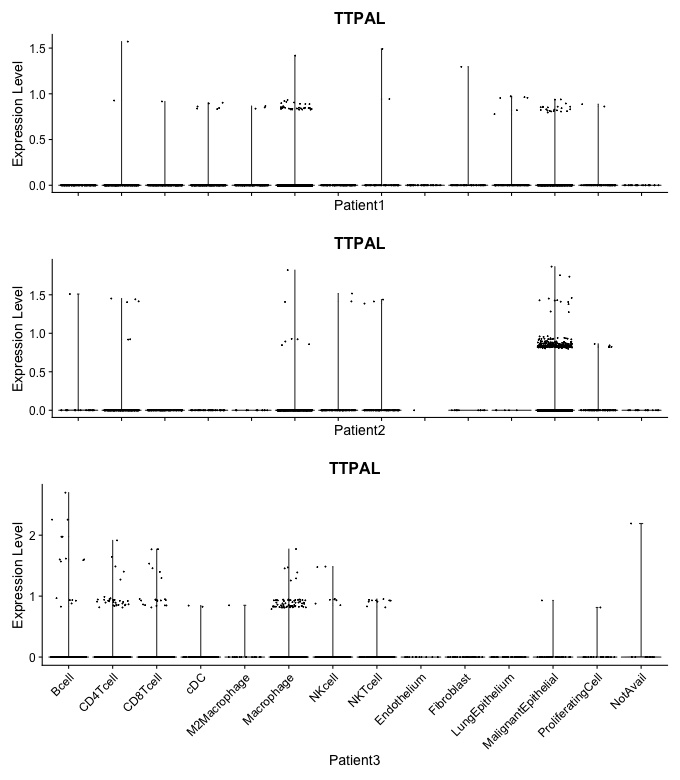 TTPAL
Expression Level
1.5
1.0
0.5
0.0
Patient1
TTPAL
Expression Level
1.5
1.0
0.5
0.0
Patient2
TTPAL
Expression Level
2
1
0
Bcell
CD4Tcell
CD8Tcell
cDC
M2Macrophage
Macrophage
NKcell
NKTcell
Endothelium
Fibroblast
LungEpithelium
MalignantEpithelial
ProliferatingCell
NotAvail
Patient3